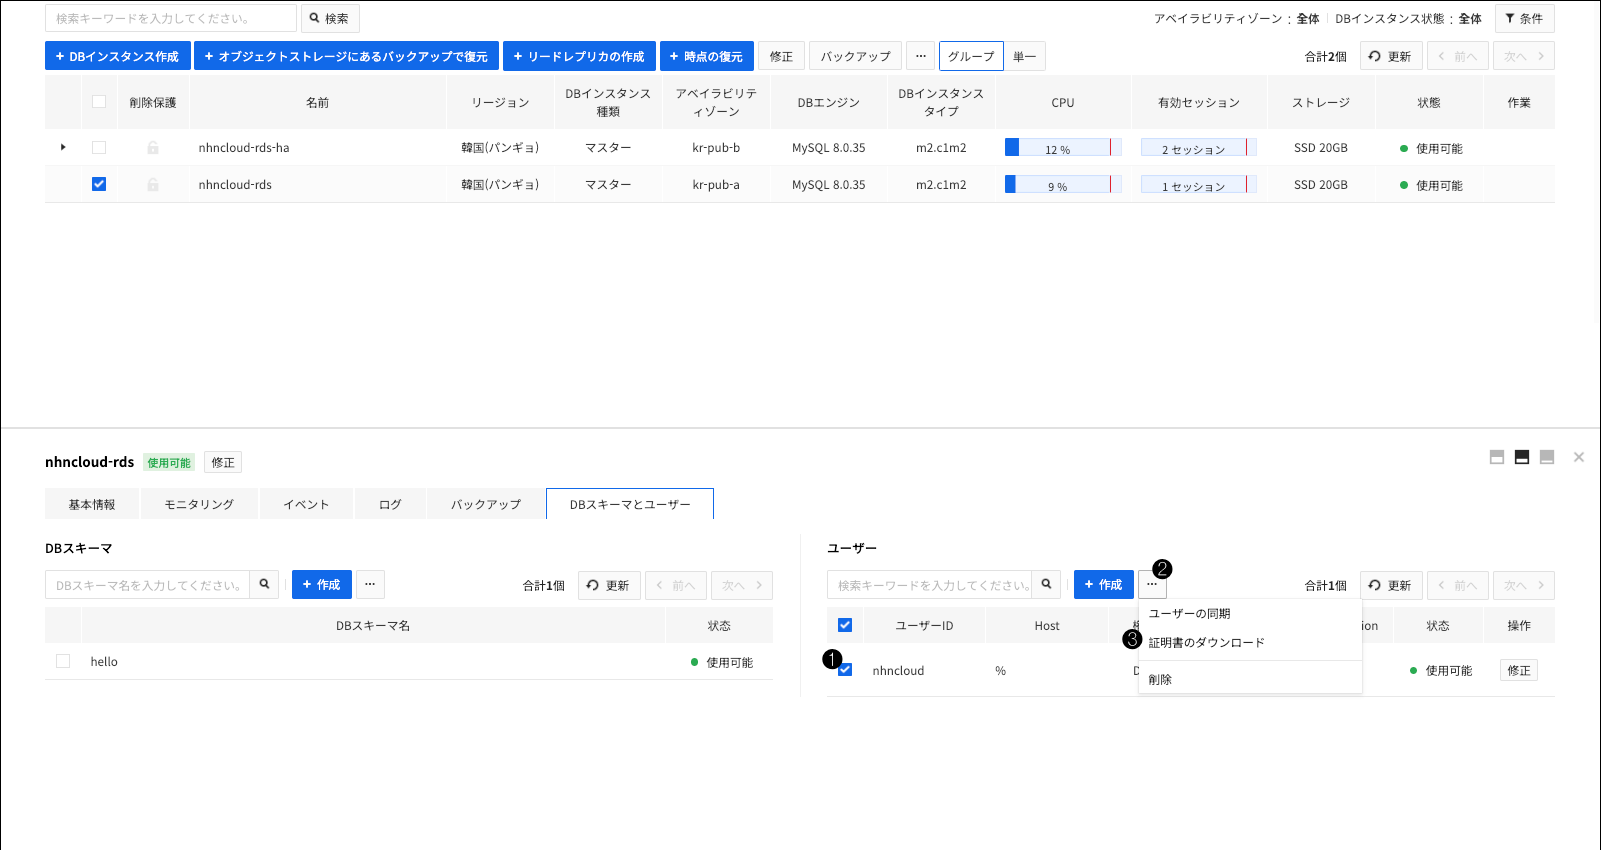 検索キーワードを入力してください。 検索 アベイラビリティゾーン : 全体 DBインスタンス状態 : 全体 条件
+ DBインスタンス作成 + オブジェクトストレージにあるバックアップで復元 + リードレプリカの作成 + 時点の復元 修正 バックアップ ... グループ 単一 合計2個 更新 前へ 次へ
削除保護 名前 リージョン DBインスタンス 種類 アベイラビリティ ゾーン DBエンジン DBインスタンス タイプ CPU 有効セッション ストレージ 状態 作業
nhncloud-rds-ha 韓国(パンギョ) マスター kr-pub-b MySQL 8.0.35 m2.c1m2 12 % 2 セッション SSD 20GB 使用可能
nhncloud-rds 韓国(パンギョ) マスター kr-pub-a MySQL 8.0.35 m2.c1m2 9 % 1 セッション SSD 20GB 使用可能
nhncloud-rds 使用可能 修正
基本情報 モニタリング イベント ログ バックアップ DBスキーマとユーザー
DBスキーマ
DBスキーマ名を入力してください。 + 作成 ... 合計1個 更新 前へ 次へ
DBスキーマ名 状态
hello 使用可能
ユーザー
検索キーワードを入力してください。 + 作成 ... ❷ 合計1個 更新 前へ 次へ
ユーザーID Host ion 状态 操作
❶ nhncloud % D 使用可能 修正
ユーザーの同期
❸ 証明書のダウンロード
削除